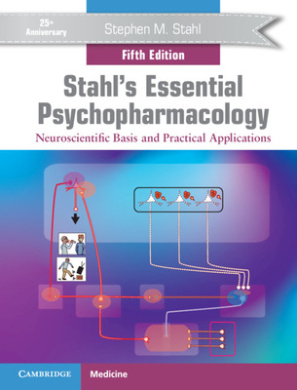 25th
Anniversary
Stephen M. Stahl
Fifth Edition
Stahl's Essential
Psychopharmacology
Neuroscientific Basis and Practical Applications
CAMBRIDGE
Medicine